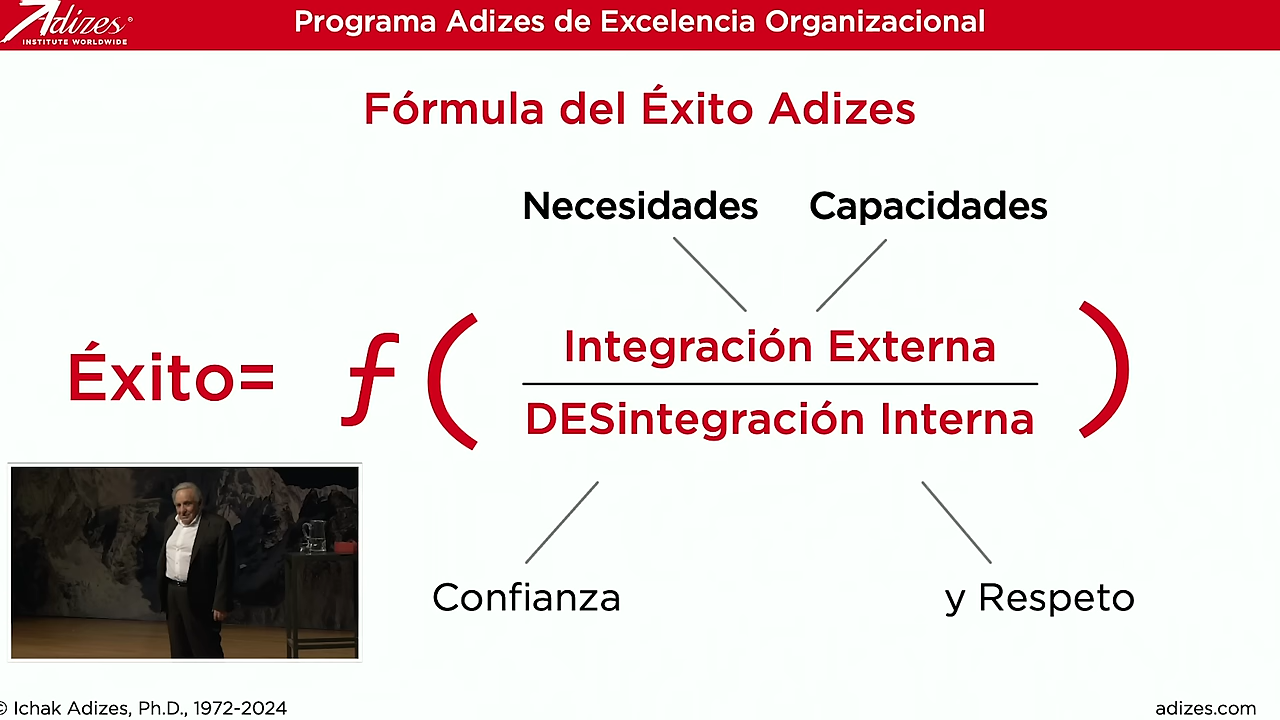 Adizes®
INSTITUTE WORLDWIDE
Programa Adizes de Excelencia Organizacional
Fórmula del Éxito Adizes
Necesidades Capacidades
Éxito= ƒ ( Integración Externa )
DESintegración Interna
Confianza y Respeto
© Ichak Adizes, Ph.D., 1972-2024
adizes.com